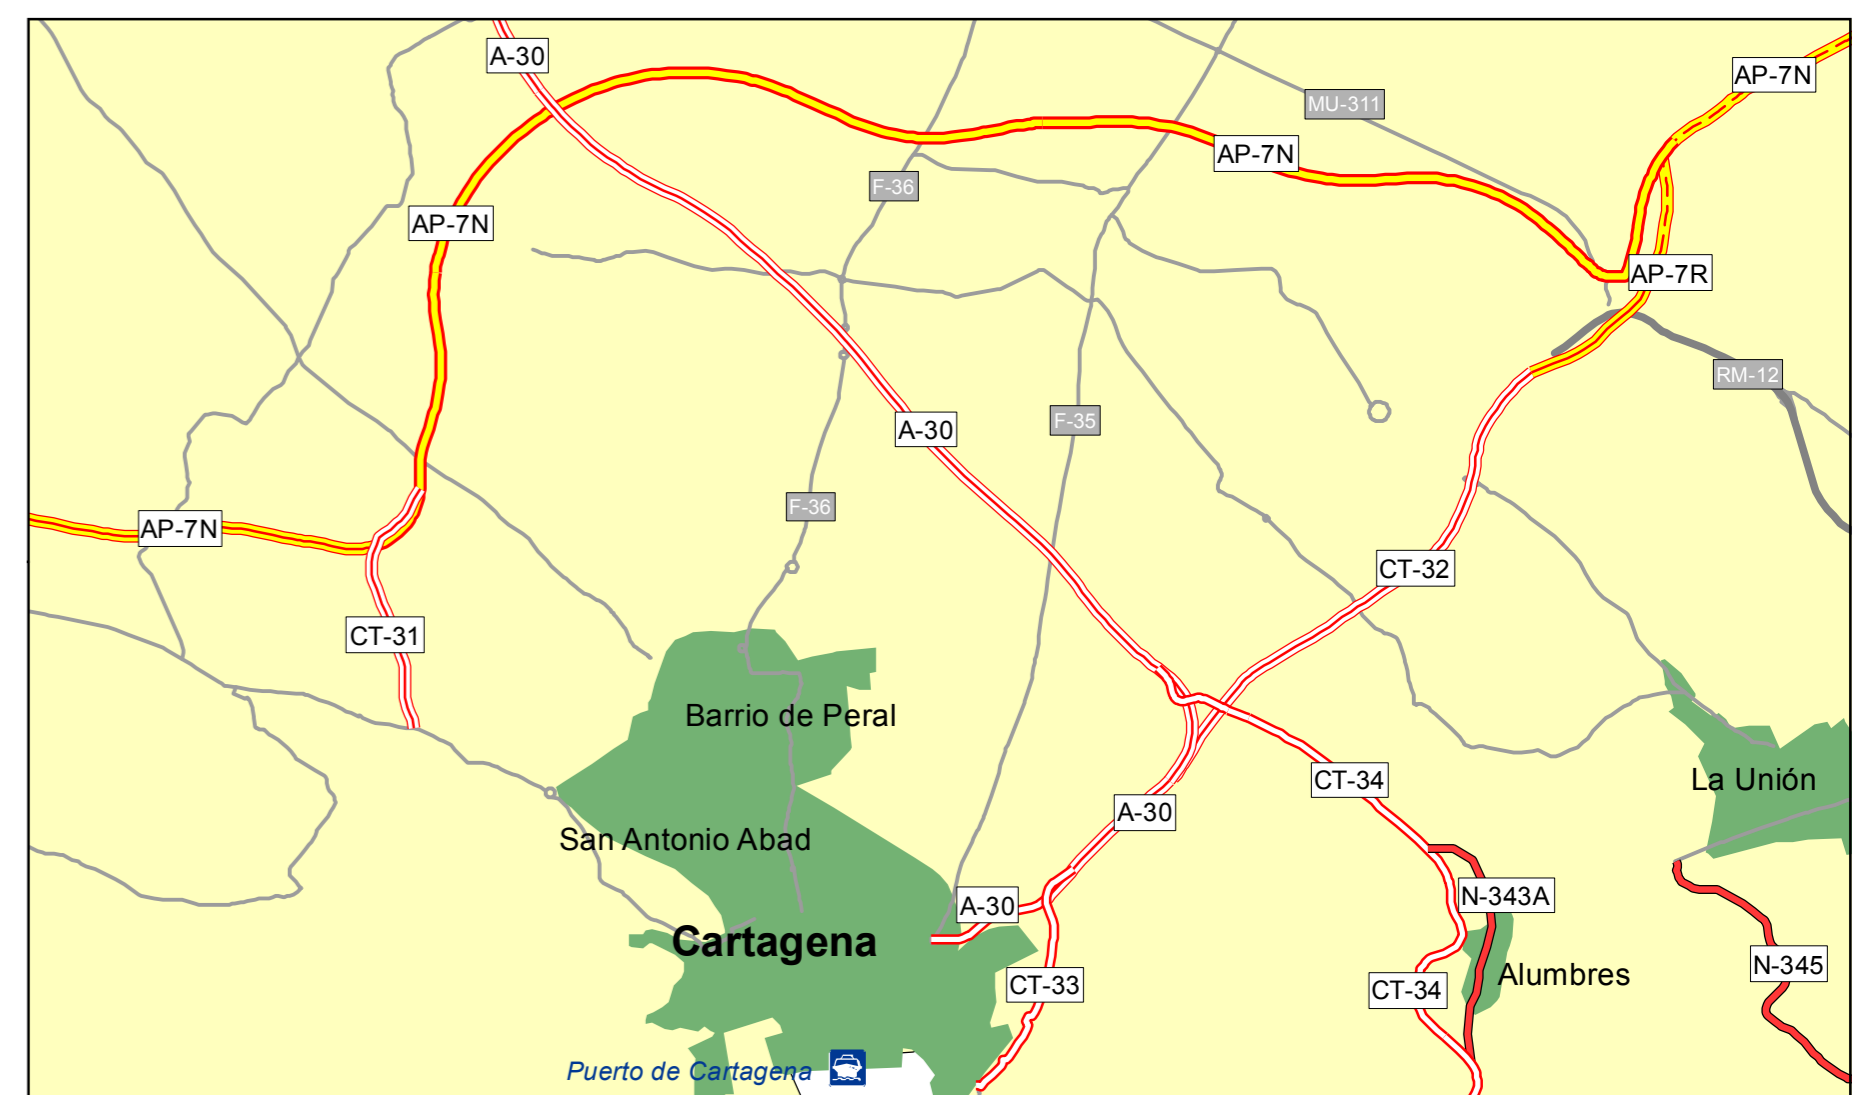 A-30
AP-7N
MU-311
AP-7N
F-36
AP-7N
AP-7R
RM-12
A-30
F-35
F-36
AP-7N
CT-32
CT-31
Barrio de Peral
CT-34
La Unión
A-30
San Antonio Abad
N-343A
A-30
Cartagena
N-345
Alumbres
CT-33
CT-34
Puerto de Cartagena